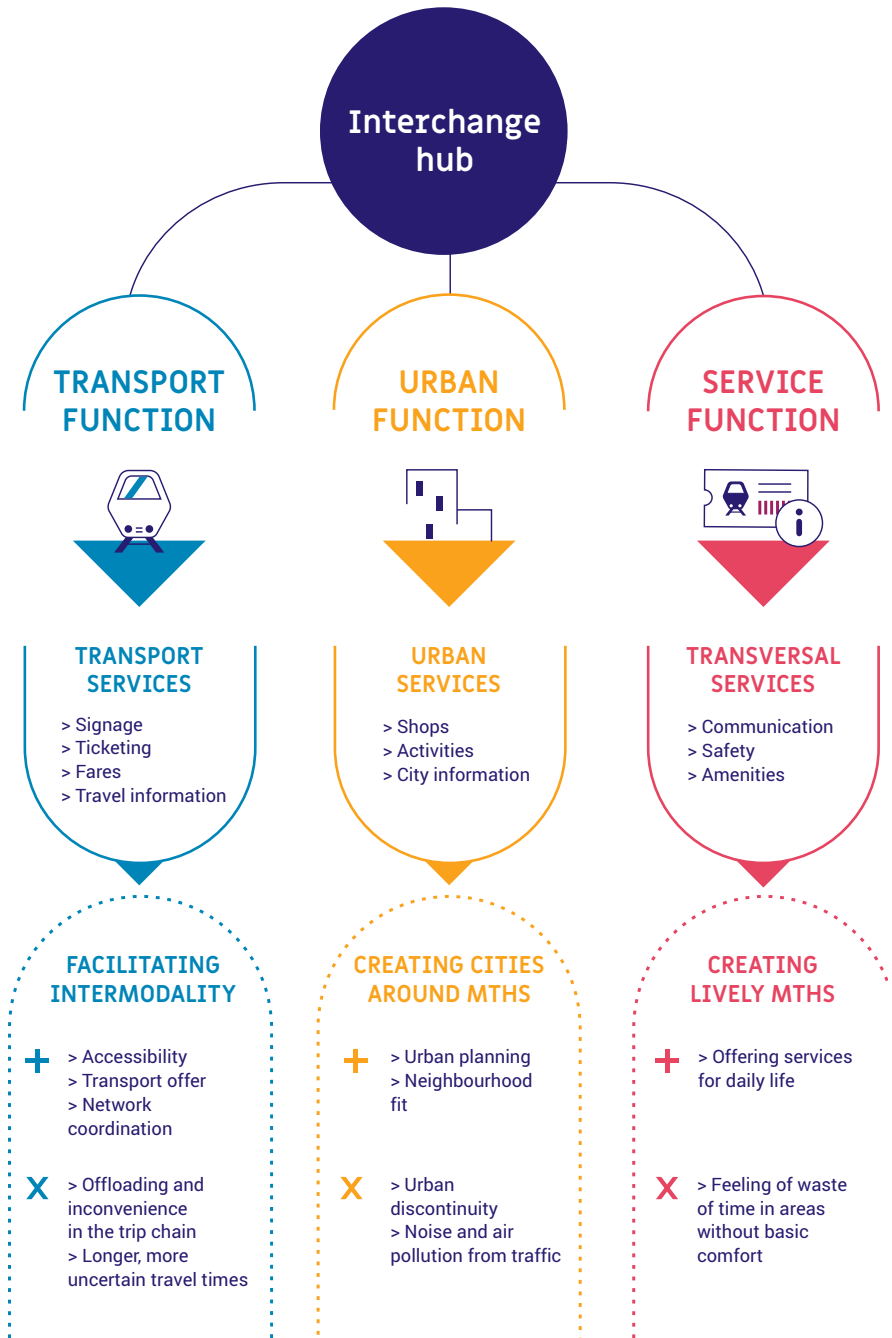 Interchange
hub
TRANSPORT
FUNCTION
TRANSPORT
SERVICES
> Signage
> Ticketing
> Fares
> Travel information
FACILITATING
INTERMODALITY
+
> Accessibility
> Transport offer
> Network
coordination
X
> Offloading and
inconvenience
in the trip chain
> Longer, more
uncertain travel times
URBAN
FUNCTION
URBAN
SERVICES
> Shops
> Activities
> City information
CREATING CITIES
AROUND MTHS
+
> Urban planning
> Neighbourhood
fit
X
> Urban
discontinuity
> Noise and air
pollution from traffic
SERVICE
FUNCTION
i
TRANSVERSAL
SERVICES
> Communication
> Safety
> Amenities
CREATING
LIVELY MTHS
+
> Offering services
for daily life
X
> Feeling of waste
of time in areas
without basic
comfort